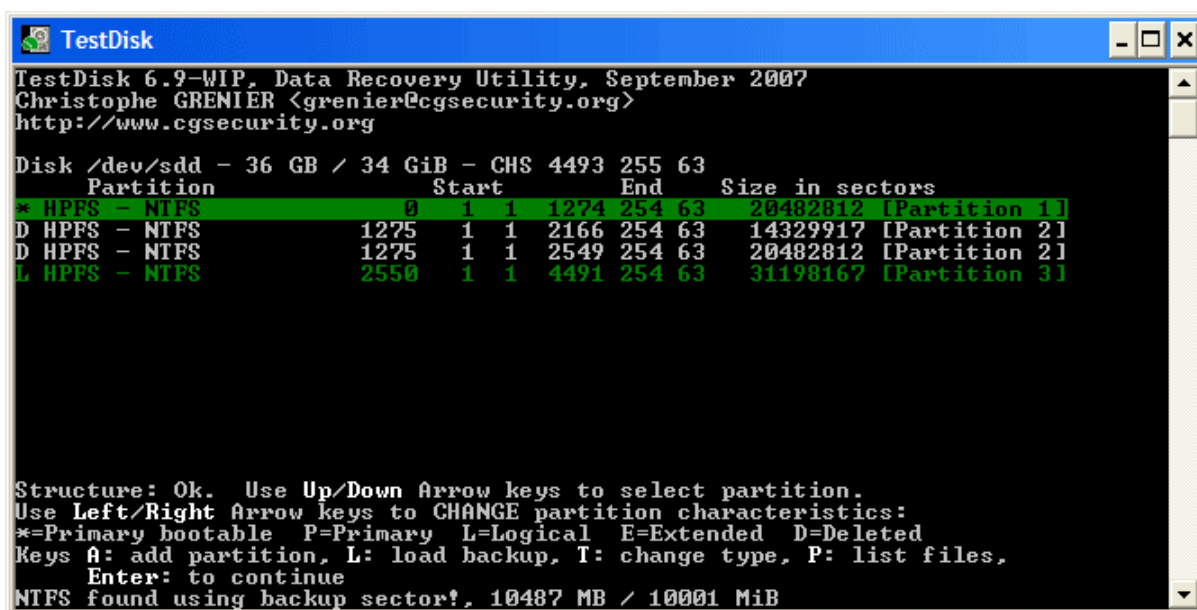 TestDisk
TestDisk 6.9-WIP, Data Recovery Utility, September 2007
Christophe GRENIER <grenier@cgsecurity.org>
http://www.cgsecurity.org
Disk /dev/sdd - 36 GB / 34 GiB - CHS 4493 255 63
Partition Start End Size in sectors
* HPFS - NTFS 0 1 1 1274 254 63 20482812 [Partition 1]
D HPFS - NTFS 1275 1 1 2166 254 63 14329917 [Partition 2]
D HPFS - NTFS 1275 1 1 2549 254 63 20482812 [Partition 2]
L HPFS - NTFS 2550 1 1 4491 254 63 31198167 [Partition 3]
Structure: Ok. Use Up/Down Arrow keys to select partition.
Use Left/Right Arrow keys to CHANGE partition characteristics:
*=Primary bootable P=Primary L=Logical E=Extended D=Deleted
Keys A: add partition, L: load backup, T: change type, P: list files,
Enter: to continue
NTFS found using backup sector!, 10487 MB / 10001 MiB